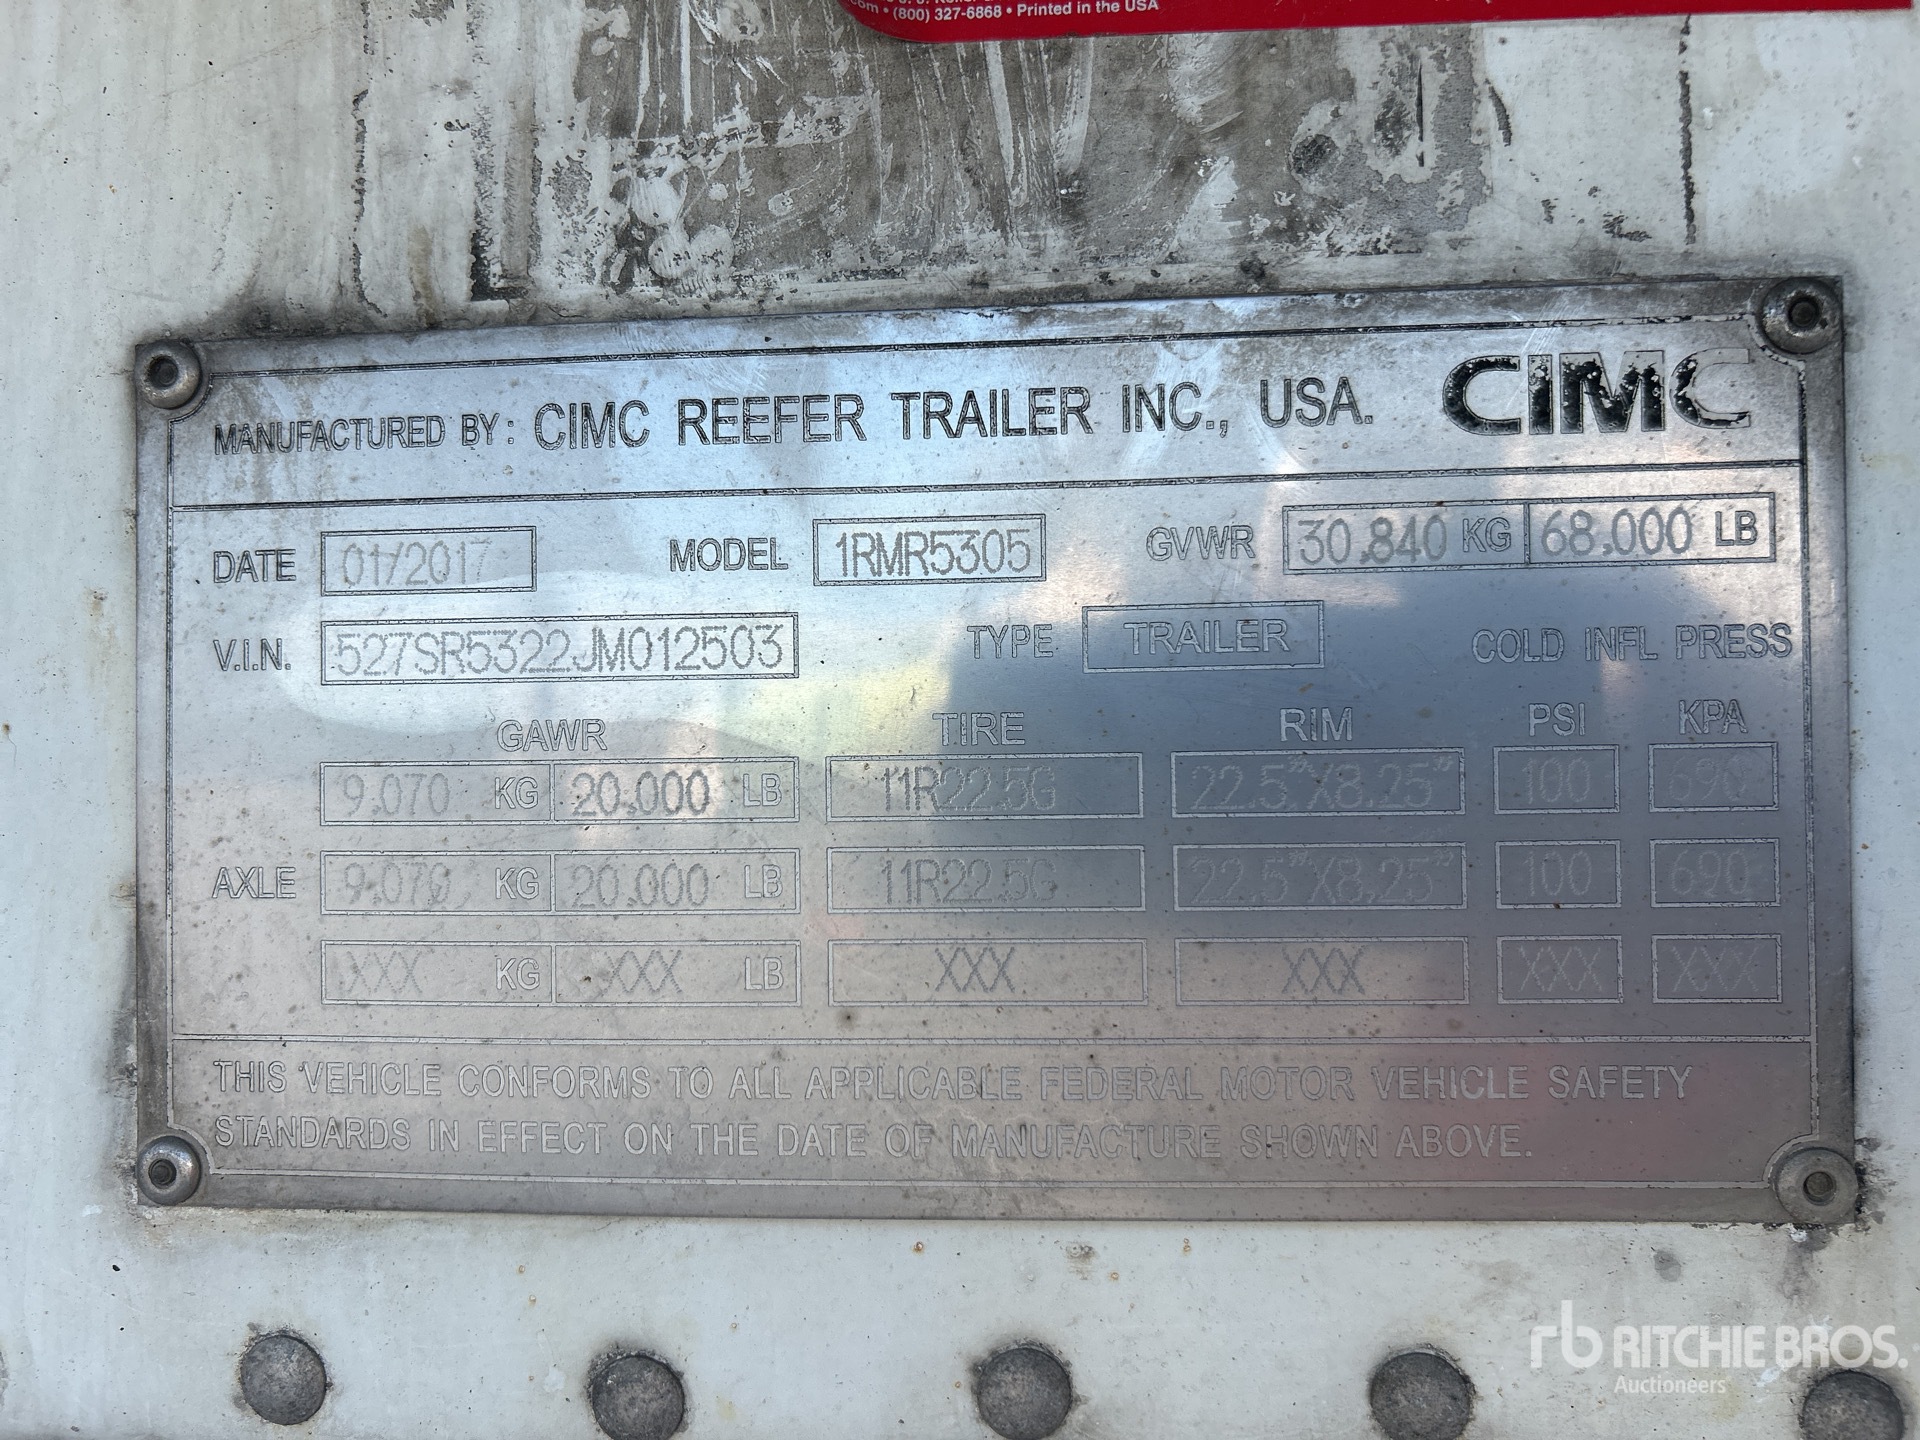 com • (800) 327-6868 • Printed in the USA
MANUFACTURED BY: CIMC REEFER TRAILER INC., USA. CIMC
DATE 01/2017 MODEL 1RMR5305 GVWR 30,840 KG 68,000 LB
V.I.N. 527SR5322JM012503 TYPE TRAILER COLD INFL PRESS
GAWR TIRE RIM PSI KPA
9,070 KG 20,000 LB 11R22.5G 22.5"X8.25" 100 690
AXLE 9,070 KG 20,000 LB 11R22.5G 22.5"X8.25" 100 690
XXX KG XXX LB XXX XXX XXX XXX
THIS VEHICLE CONFORMS TO ALL APPLICABLE FEDERAL MOTOR VEHICLE SAFETY
STANDARDS IN EFFECT ON THE DATE OF MANUFACTURE SHOWN ABOVE.
rb RITCHIE BROS.
Auctioneers